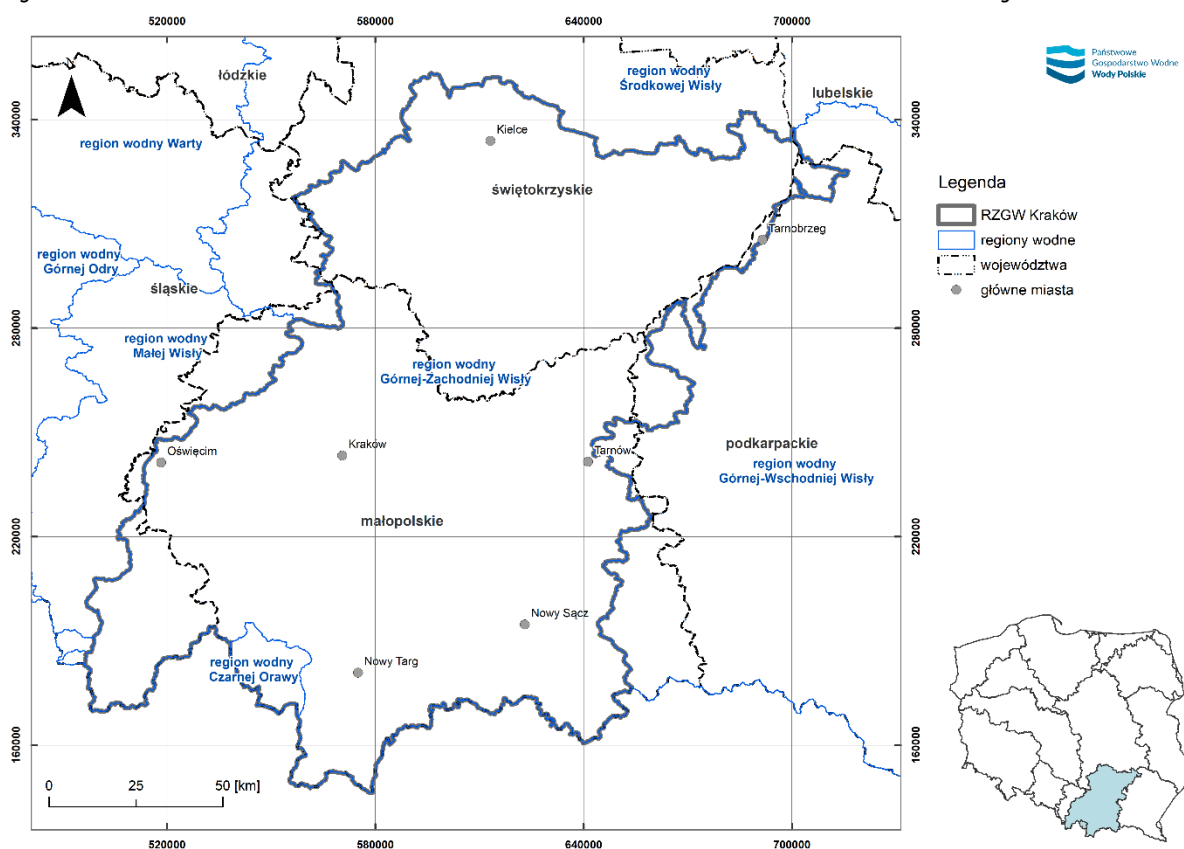 520000 580000 640000 700000
łódzkie
region wodny
Środkowej Wisły
lubelskie
Państwowe
Gospodarstwo Wodne
Wody Polskie
340000
340000
Kielce
region wodny Warty
świętokrzyskie
Legenda
RZGW Kraków
regiony wodne
województwa
główne miasta
Tarnobrzeg
region wodny
Górnej Odry
śląskie
280000
280000
region wodny
Małej Wisły
region wodny
Górnej-Zachodniej Wisły
Oświęcim
Kraków
Tarnów
podkarpackie
region wodny
Górnej-Wschodniej Wisły
małopolskie
220000
220000
Nowy Sącz
region wodny
Czarnej Orawy
Nowy Targ
160000
160000
0 25 50 [km]
520000 580000 640000 700000